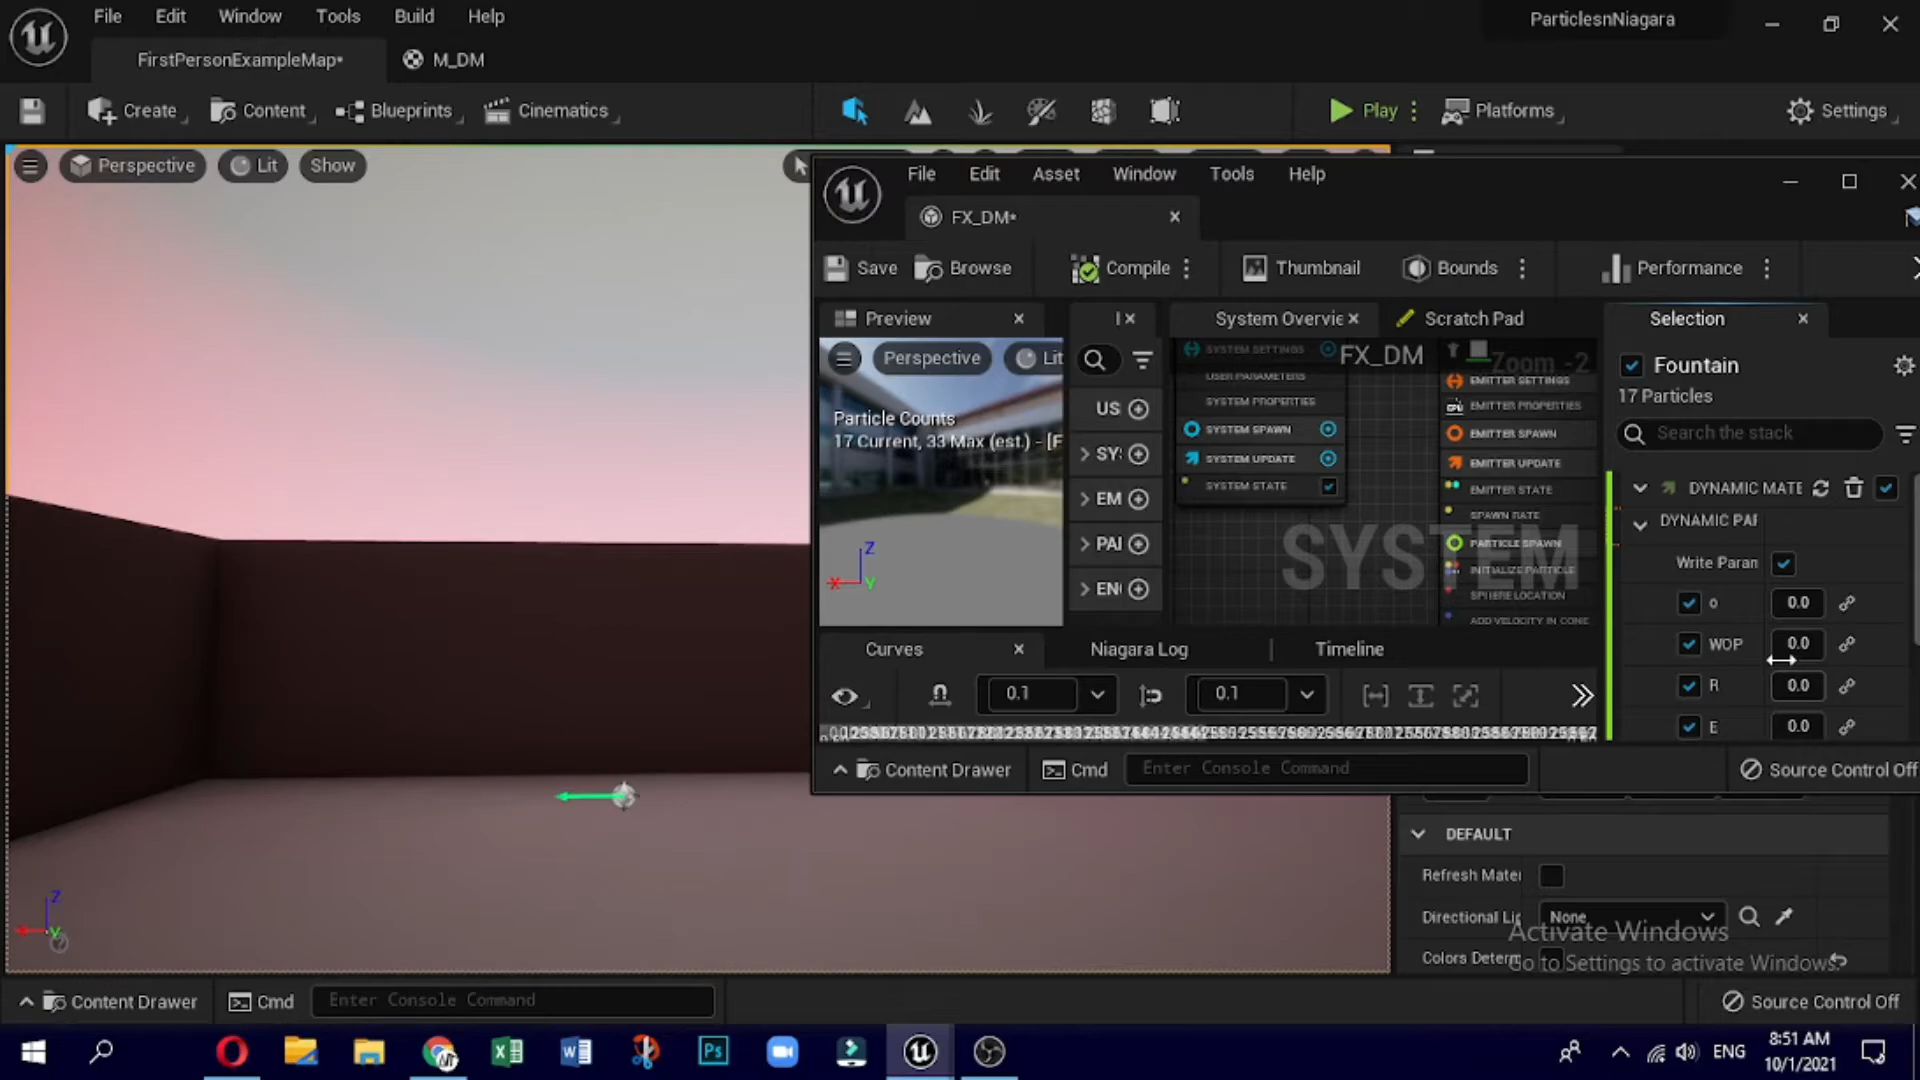 File Edit Window Tools Build Help
ParticlesnNiagara
FirstPersonExampleMap•
M_DM
Create
Content
Blueprints
Cinematics
Play
Platforms
Settings
Perspective
Lit
Show
File Edit Asset Window Tools Help
FX_DM•
Save
Browse
Compile
Thumbnail
Bounds
Performance
Preview
System Overvie
Scratch Pad
Selection
Perspective
Lit
Particle Counts
17 Current, 33 Max (est.) - [F
US
SY
EM
PAI
EN
SYSTEM SETTINGS
USER PARAMETERS
SYSTEM PROPERTIES
SYSTEM SPAWN
SYSTEM UPDATE
SYSTEM STATE
FX_DM
Zoom -2
EMITTER SETTINGS
EMITTER PROPERTIES
EMITTER SPAWN
EMITTER UPDATE
EMITTER STATE
SPAWN RATE
PARTICLE SPAWN
INITIALIZE PARTICLE
SPHERE LOCATION
ADD VELOCITY IN CONE
SYSTEM
Fountain
17 Particles
Search the stack
DYNAMIC MATE
DYNAMIC PAI
Write Paran
o 0.0
WOP 0.0
R 0.0
E 0.0
Z
X
Y
Curves
Niagara Log
Timeline
0.1
0.1
Content Drawer
Cmd
Enter Console Command
Source Control Off
DEFAULT
Refresh Mater
Directional Lig
None
Colors Determ
Activate Windows
Go to Settings to activate Windows.
Z
Y
Content Drawer
Cmd
Enter Console Command
Source Control Off
Ps
ENG
8:51 AM
10/1/2021